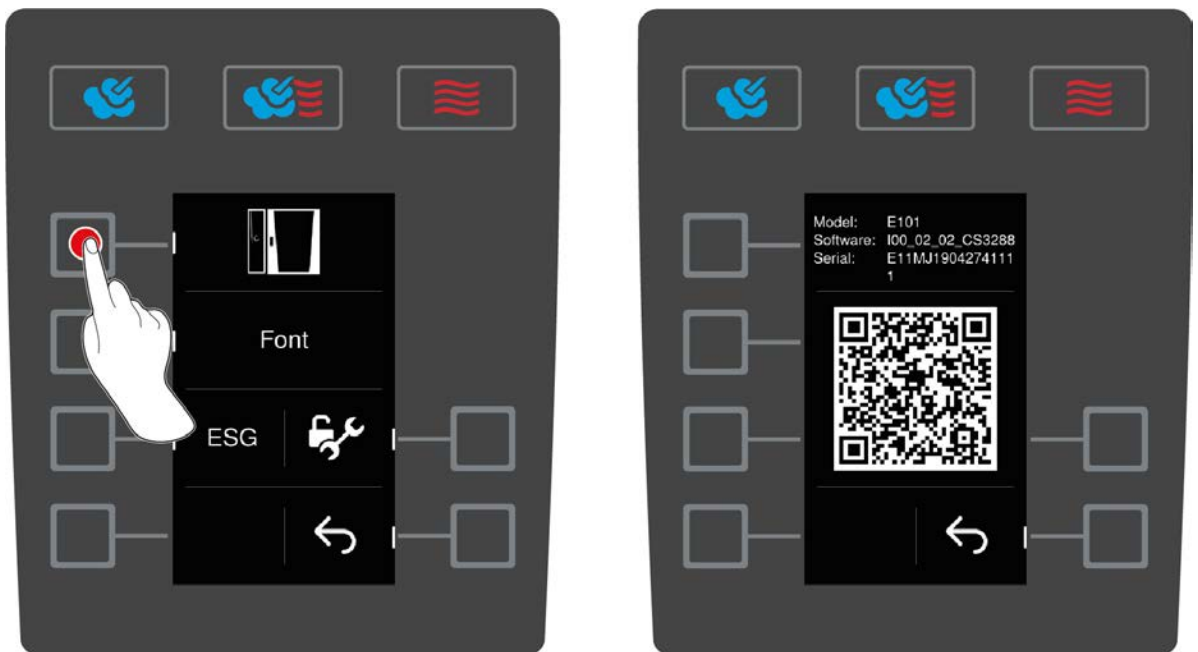 Font
ESG
Model: E101
Software: I00_02_02_CS3288
Serial: E11MJ1904274111
1